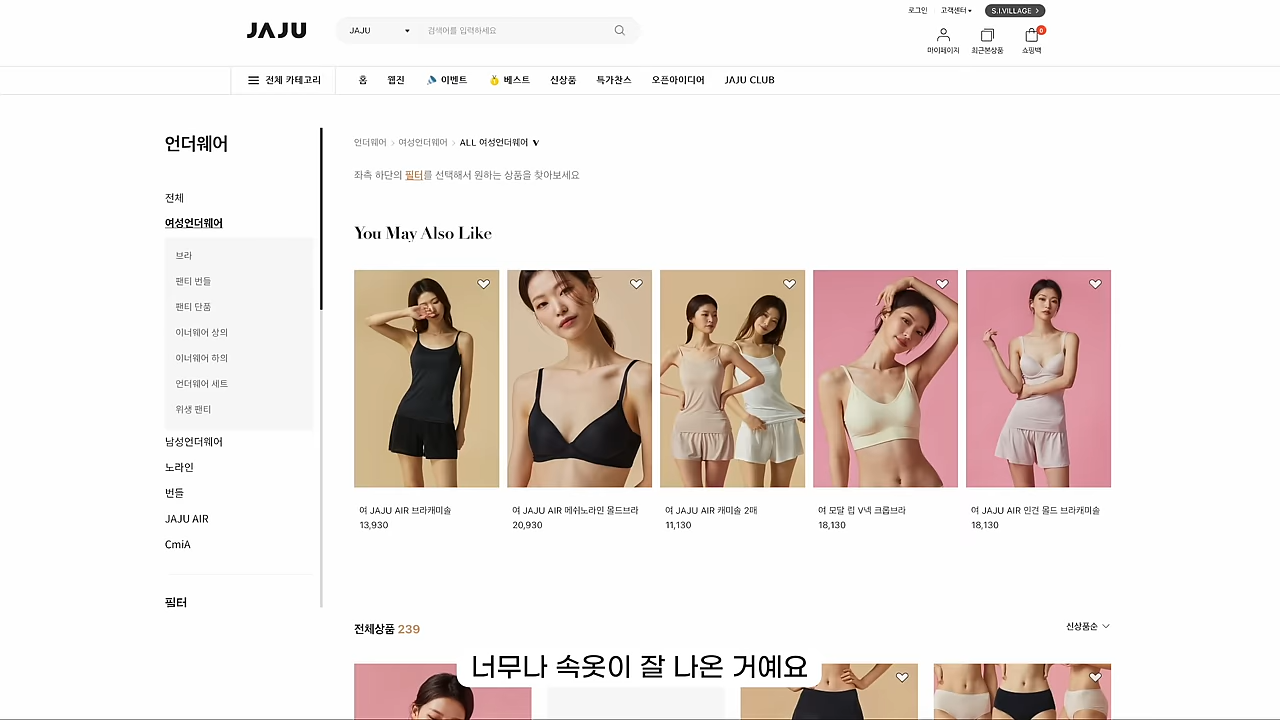 로그인
고객센터
S.I.VILLAGE
JAJU
JAJU
검색어를 입력하세요
마이페이지
최근본상품
0
쇼핑백
전체 카테고리
홈
웹진
이벤트
베스트
신상품
특가찬스
오픈아이디어
JAJU CLUB
언더웨어
전체
여성언더웨어
브라
팬티 번들
팬티 단품
이너웨어 상의
이너웨어 하의
언더웨어 세트
위생 팬티
남성언더웨어
노라인
번들
JAJU AIR
CmiA
필터
언더웨어 > 여성언더웨어 > ALL 여성언더웨어
좌측 하단의 필터를 선택해서 원하는 상품을 찾아보세요
You May Also Like
여 JAJU AIR 브라캐미솔
13,930
여 JAJU AIR 메쉬노라인 몰드브라
20,930
여 JAJU AIR 캐미솔 2매
11,130
여 모달 립 V넥 크롭브라
18,130
여 JAJU AIR 인견 몰드 브라캐미솔
18,130
전체상품 239
신상품순
너무나 속옷이 잘 나온 거예요